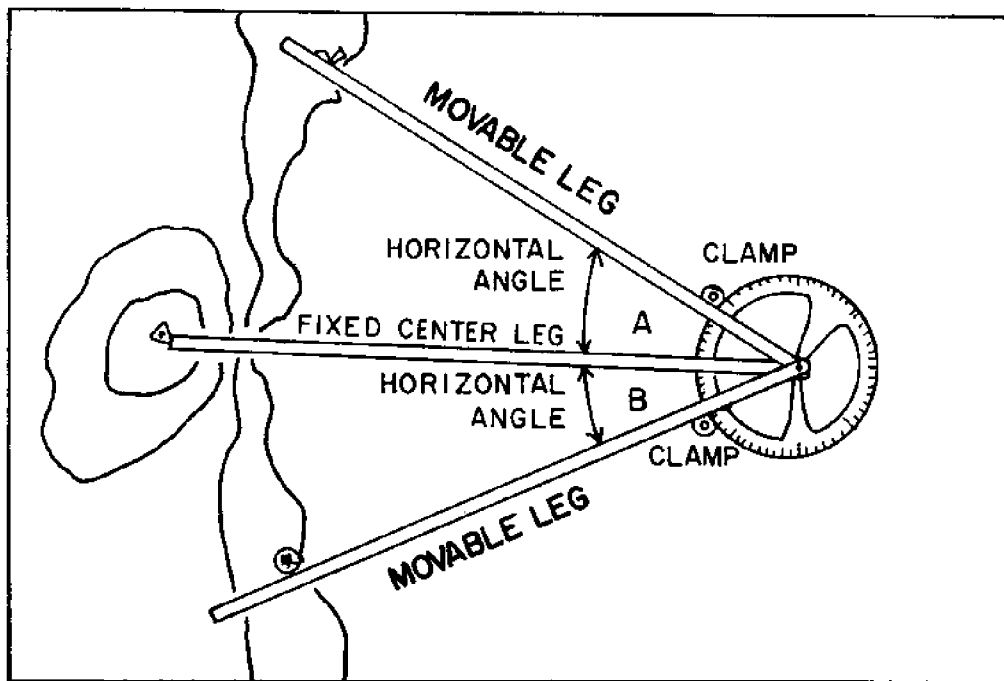 MOVABLE LEG
HORIZONTAL
ANGLE
CLAMP
A
FIXED CENTER LEG
HORIZONTAL
ANGLE
B
CLAMP
MOVABLE LEG